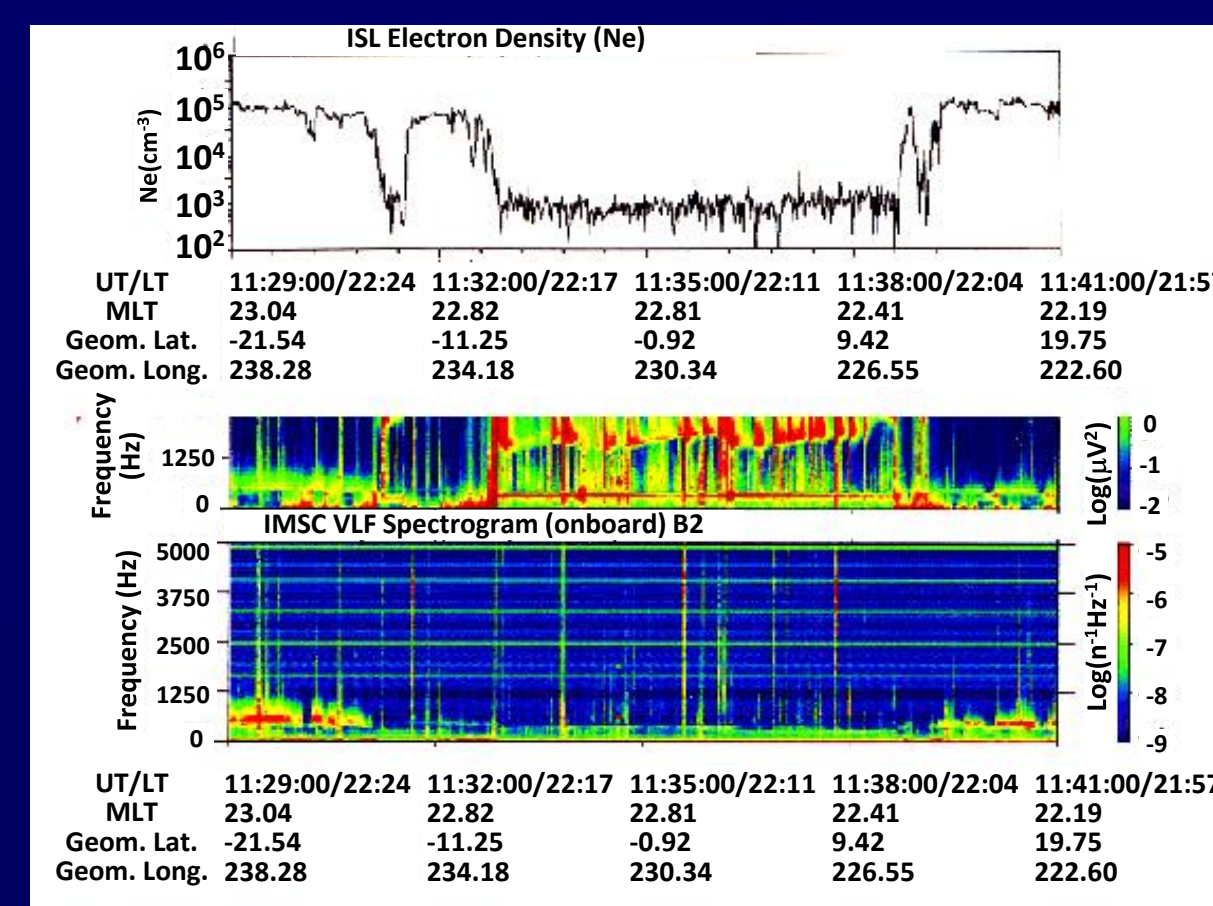 ISL Electron Density (Ne)
10⁶
10⁵
10⁴
10³
10²
Ne(cm⁻³)
UT/LT 11:29:00/22:24 11:32:00/22:17 11:35:00/22:11 11:38:00/22:04 11:41:00/21:57
MLT 23.04 22.82 22.81 22.41 22.19
Geom. Lat. -21.54 -11.25 -0.92 9.42 19.75
Geom. Long. 238.28 234.18 230.34 226.55 222.60
Frequency
(Hz)
1250
0
0
-1
-2
Log(μV²)
IMSC VLF Spectrogram (onboard) B2
Frequency (Hz)
5000
3750
2500
1250
0
-5
-6
-7
-8
-9
Log(n⁻¹Hz⁻¹)
UT/LT 11:29:00/22:24 11:32:00/22:17 11:35:00/22:11 11:38:00/22:04 11:41:00/21:57
MLT 23.04 22.82 22.81 22.41 22.19
Geom. Lat. -21.54 -11.25 -0.92 9.42 19.75
Geom. Long. 238.28 234.18 230.34 226.55 222.60